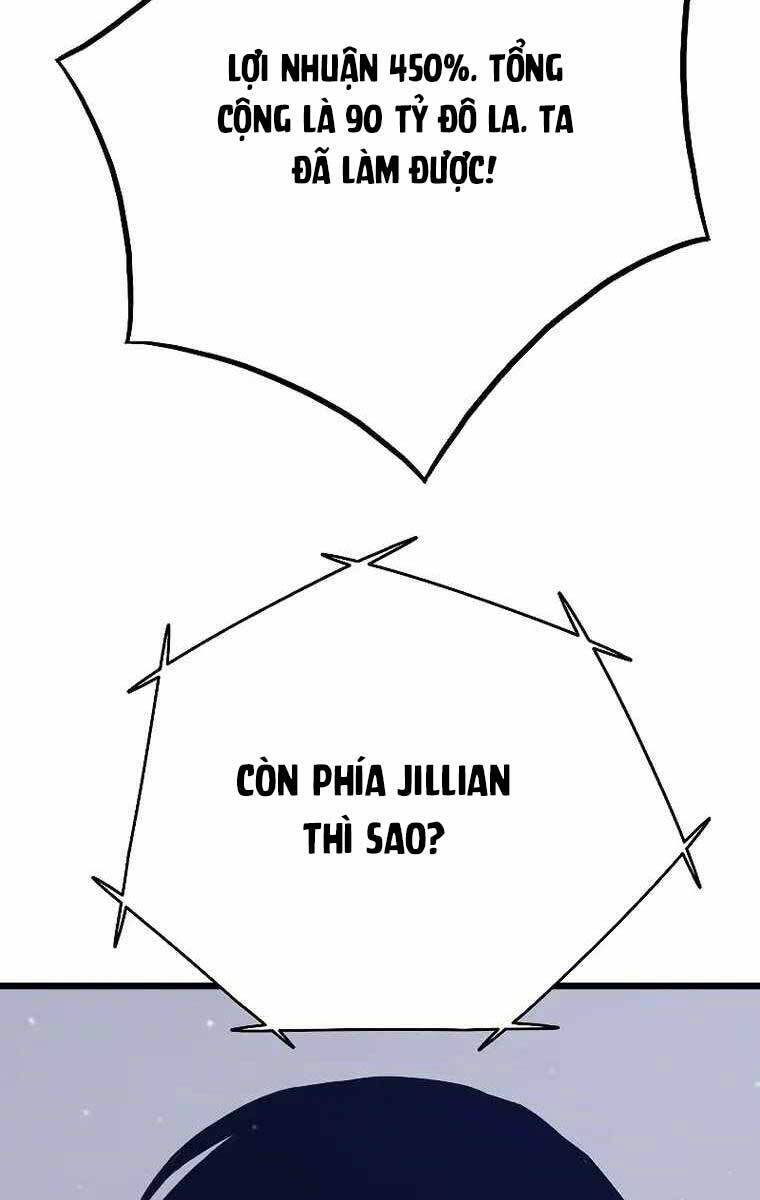 LỢI NHUẬN 450%. TỔNG
CỘNG LÀ 90 TỶ ĐÔ LA. TA
ĐÃ LÀM ĐƯỢC!
CÒN PHÍA JILLIAN
THÌ SAO?